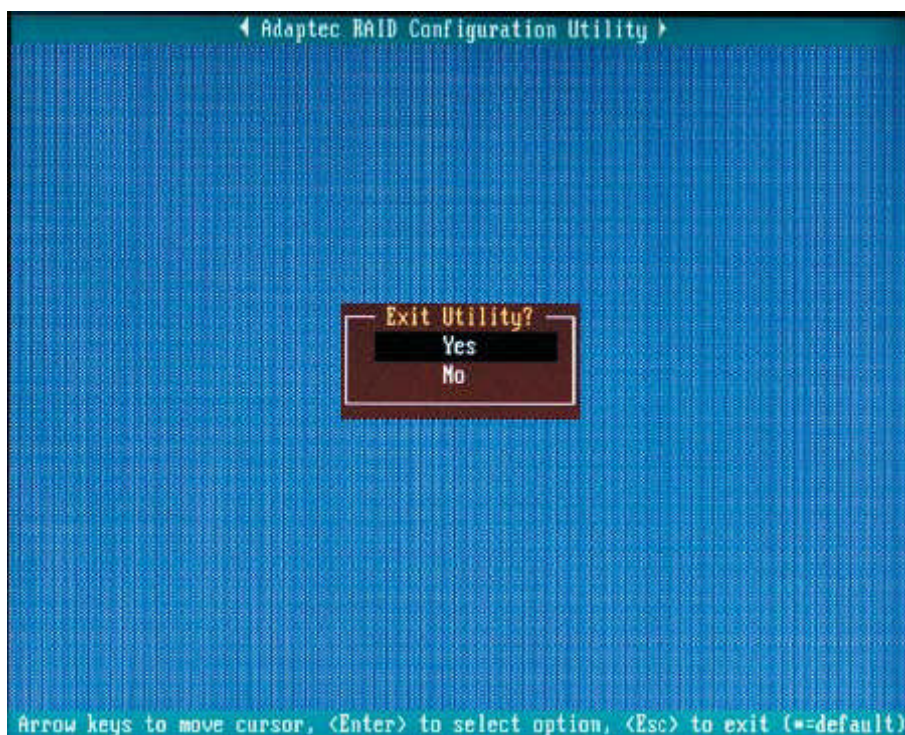 Adaptec RAID Configuration Utility
Exit Utility?
Yes
No
Arrow keys to move cursor, <Enter> to select option, <Esc> to exit (*=default)